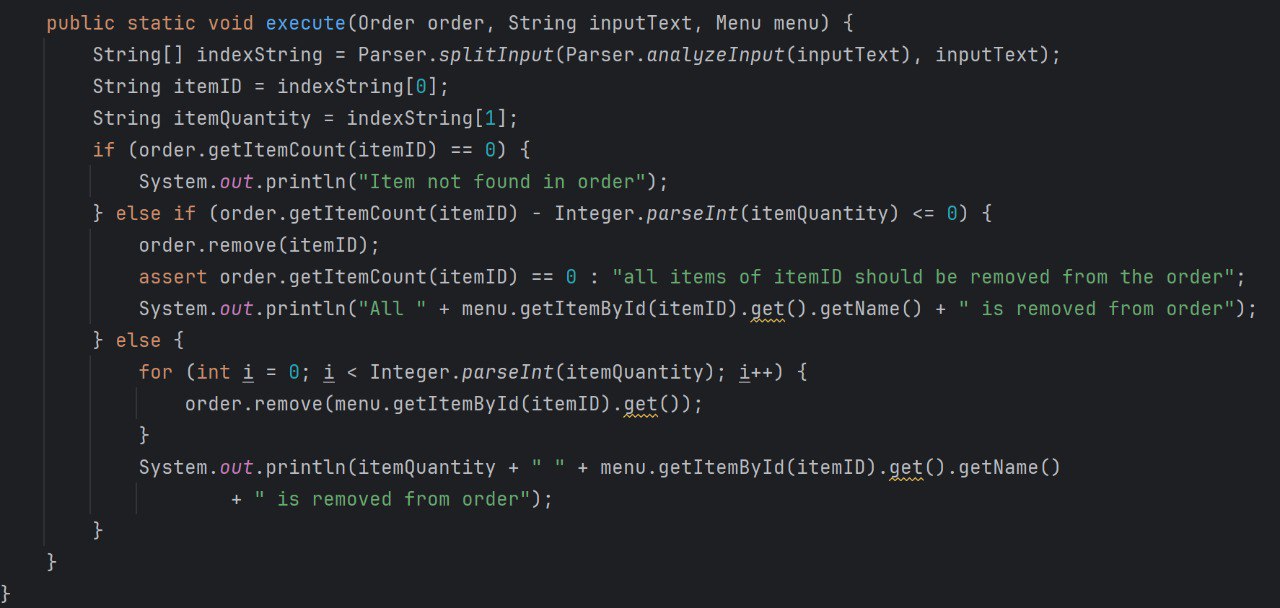 public static void execute(Order order, String inputText, Menu menu) {
String[] indexString = Parser.splitInput(Parser.analyzeInput(inputText), inputText);
String itemID = indexString[0];
String itemQuantity = indexString[1];
if (order.getItemCount(itemID) == 0) {
System.out.println("Item not found in order");
} else if (order.getItemCount(itemID) - Integer.parseInt(itemQuantity) <= 0) {
order.remove(itemID);
assert order.getItemCount(itemID) == 0 : "all items of itemID should be removed from the order";
System.out.println("All " + menu.getItemById(itemID).get().getName() + " is removed from order");
} else {
for (int i = 0; i < Integer.parseInt(itemQuantity); i++) {
order.remove(menu.getItemById(itemID).get());
}
System.out.println(itemQuantity + " " + menu.getItemById(itemID).get().getName()
+ " is removed from order");
}
}
}